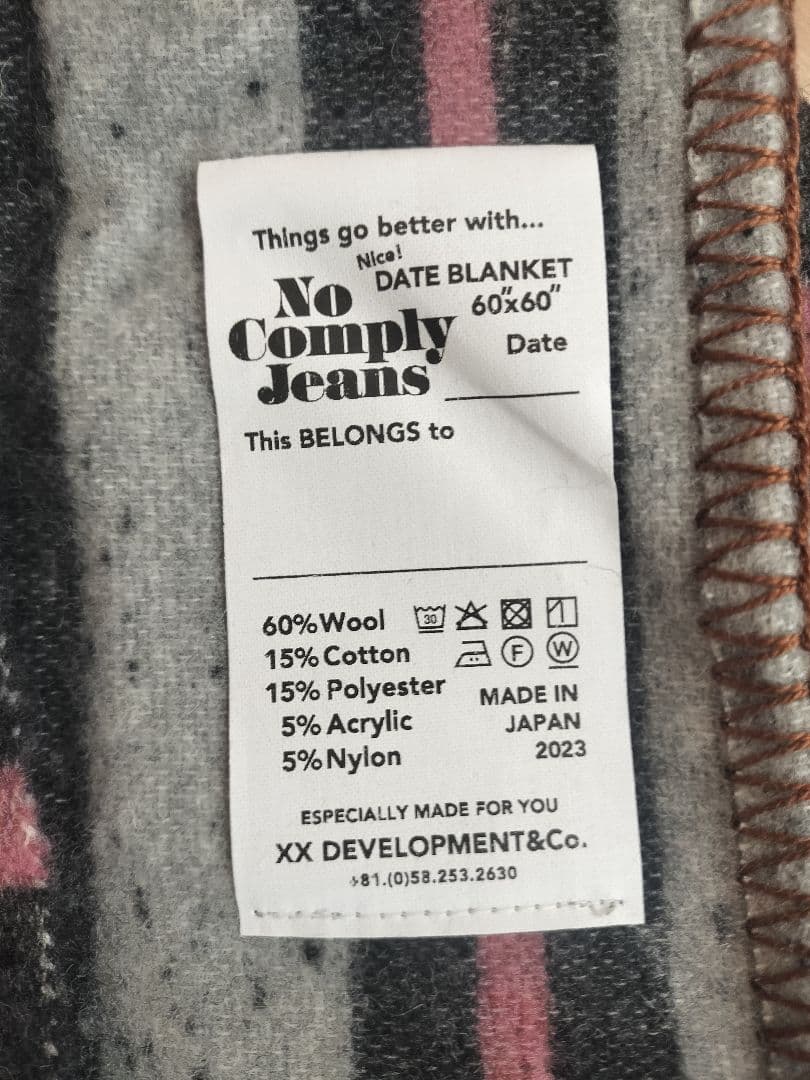 Things go better with...
Nice!
DATE BLANKET
No
60"x60"
Comply
Date
Jeans
This BELONGS to
60%Wool
30
15%Cotton
F W
15% Polyester
MADE IN
5% Acrylic
JAPAN
5%Nylon
2023
ESPECIALLY MADE FOR YOU
XX DEVELOPMENT&Co.
+81.(0)58.253.2630